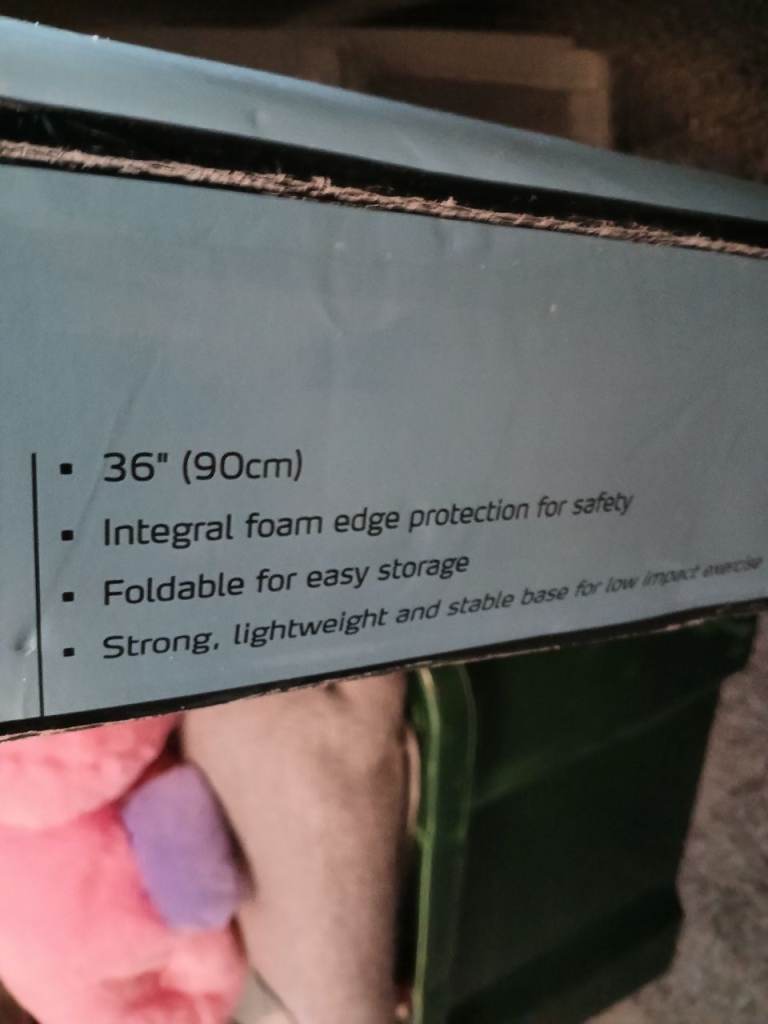 ▪ 36" (90cm)
▪ Integral foam edge protection for safety
▪ Foldable for easy storage
▪ Strong, lightweight and stable base for low impact exercise